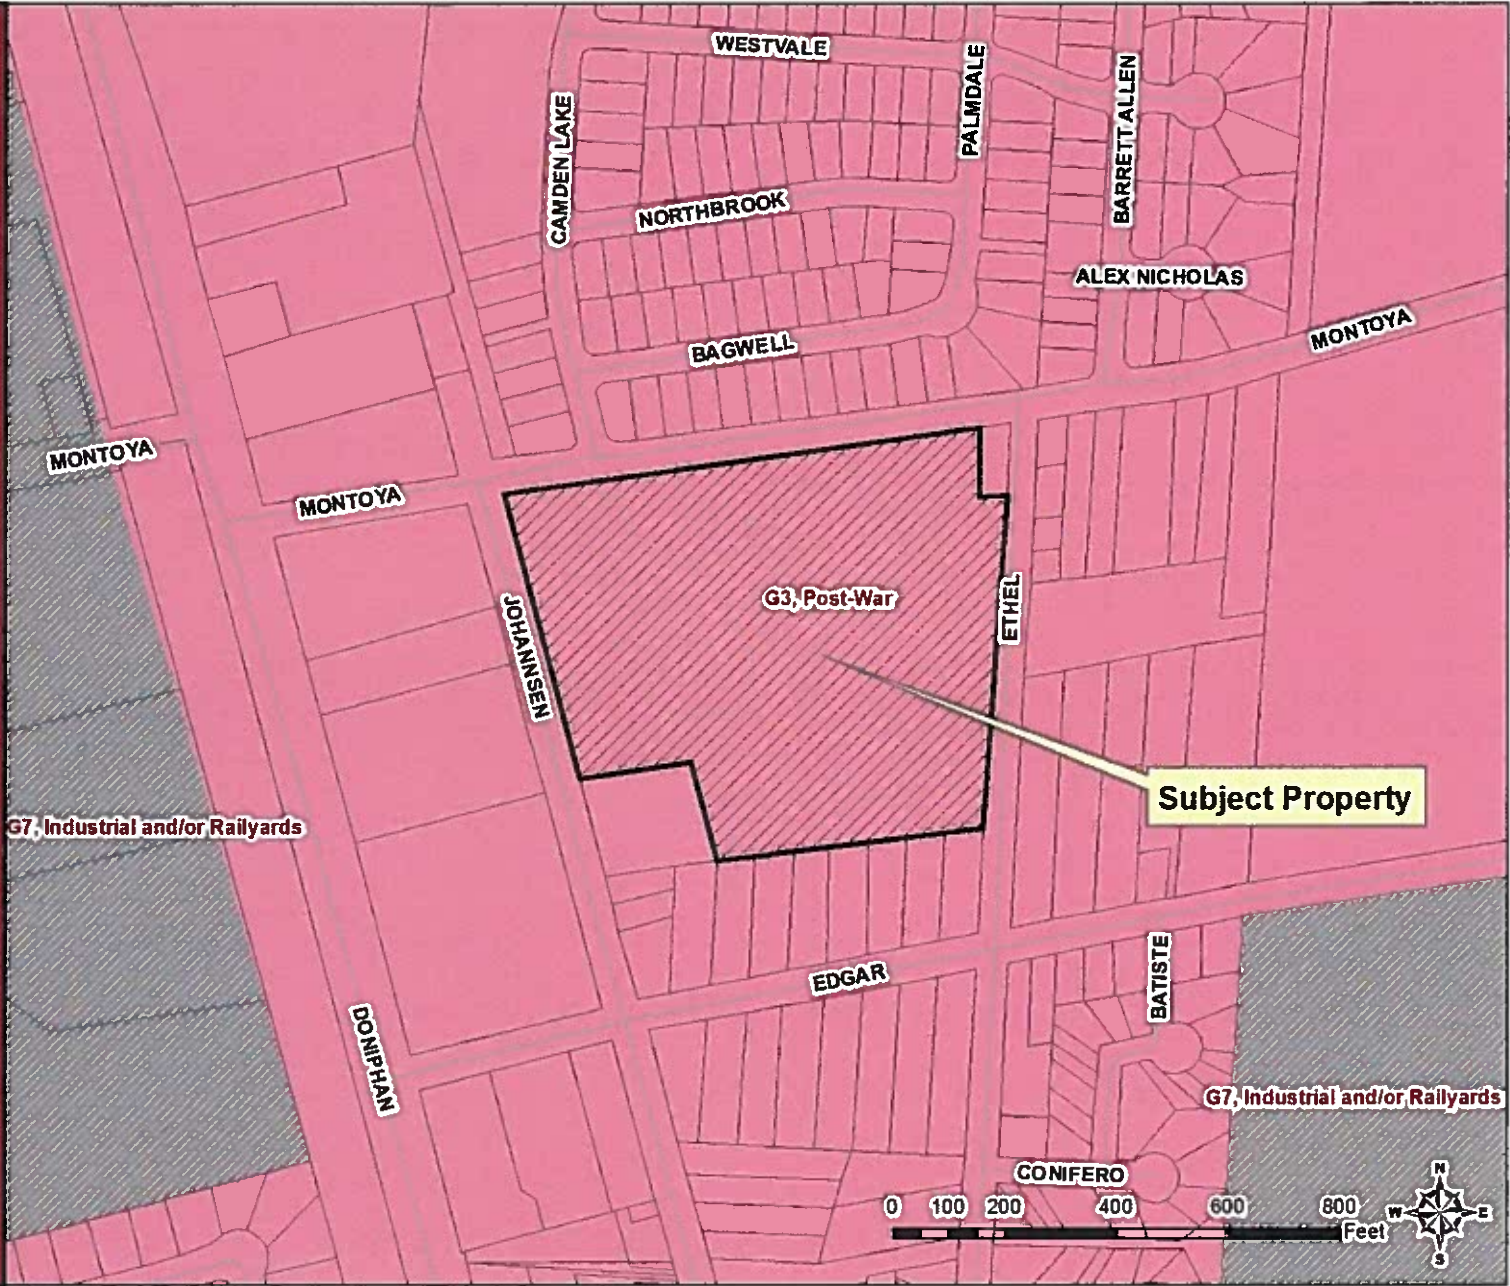 WESTVALE
PALMDALE
BARRETT ALLEN
CAMDEN LAKE
NORTHBROOK
ALEX NICHOLAS
MONTOYA
BAGWELL
MONTOYA
MONTOYA
G3, Post-War
ETHEL
JOHANNSEN
Subject Property
G7, Industrial and/or Railyards
EDGAR
BATISTE
DONIPHAN
G7, Industrial and/or Railyards
CONIFERO
0 100 200 400 600 800
Feet
N
W E
S